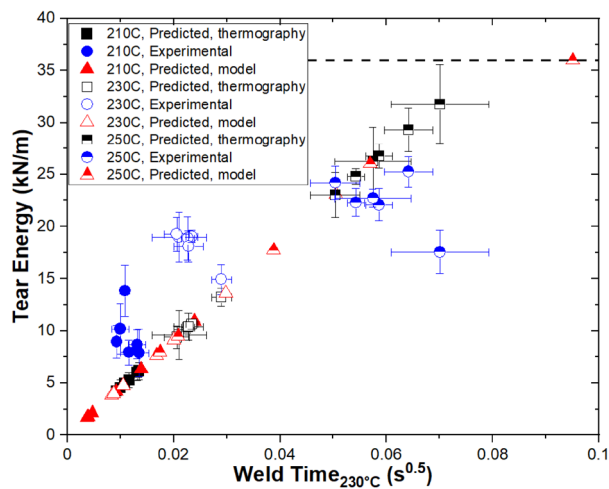 40
35
30
25
20
15
10
5
0
Tear Energy (kN/m)
210C, Predicted, thermography
210C, Experimental
210C, Predicted, model
230C, Predicted, thermography
230C, Experimental
230C, Predicted, model
250C, Predicted, thermography
250C, Experimental
250C, Predicted, model
0 0.02 0.04 0.06 0.08 0.1
Weld Time230°C (s0.5)